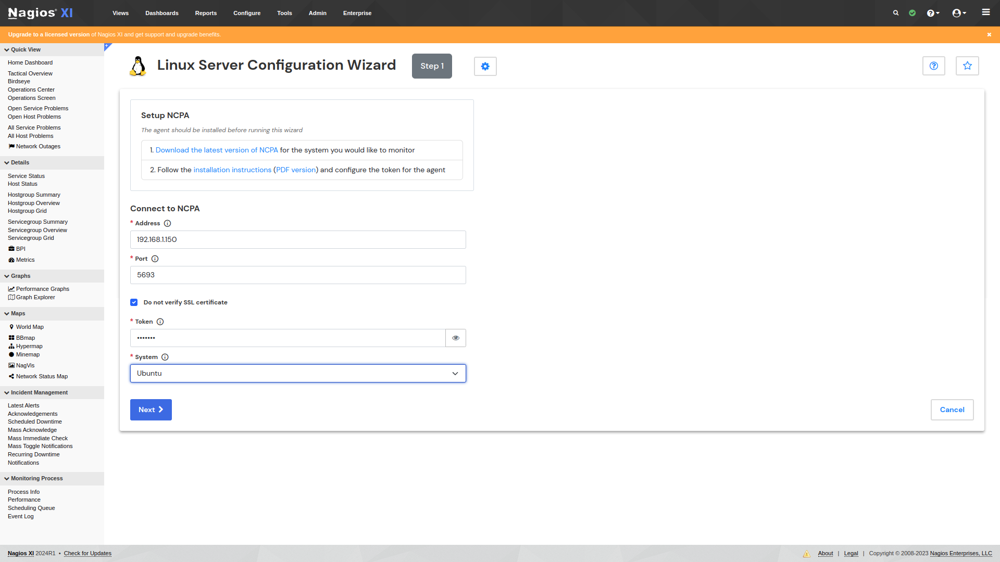 Nagios® XI
Views Dashboards Reports Configure Tools Admin Enterprise
Upgrade to a licensed version of Nagios XI and get support and upgrade benefits.
Quick View
Home Dashboard
Tactical Overview
Birdseye
Operations Center
Operations Screen
Open Service Problems
Open Host Problems
All Service Problems
All Host Problems
Network Outages
Details
Service Status
Host Status
Hostgroup Summary
Hostgroup Overview
Hostgroup Grid
Servicegroup Summary
Servicegroup Overview
Servicegroup Grid
BPI
Metrics
Graphs
Performance Graphs
Graph Explorer
Maps
World Map
BBmap
Hypermap
Minemap
NagVis
Network Status Map
Incident Management
Latest Alerts
Acknowledgements
Scheduled Downtime
Mass Acknowledge
Mass Immediate Check
Mass Toggle Notifications
Recurring Downtime
Notifications
Monitoring Process
Process Info
Performance
Scheduling Queue
Event Log
Linux Server Configuration Wizard Step 1
Setup NCPA
The agent should be installed before running this wizard
1. Download the latest version of NCPA for the system you would like to monitor
2. Follow the installation instructions (PDF version) and configure the token for the agent
Connect to NCPA
* Address
192.168.1.150
* Port
5693
Do not verify SSL certificate
* Token
•••••••
* System
Ubuntu
Next
Cancel
Nagios XI 2024R1 • Check for Updates
About | Legal | Copyright © 2008-2023 Nagios Enterprises, LLC